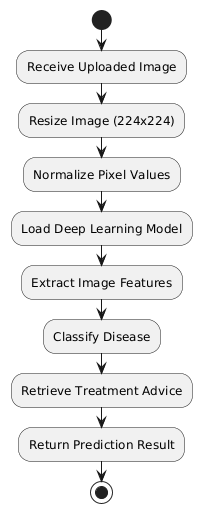 Receive Uploaded Image
Resize Image (224x224)
Normalize Pixel Values
Load Deep Learning Model
Extract Image Features
Classify Disease
Retrieve Treatment Advice
Return Prediction Result